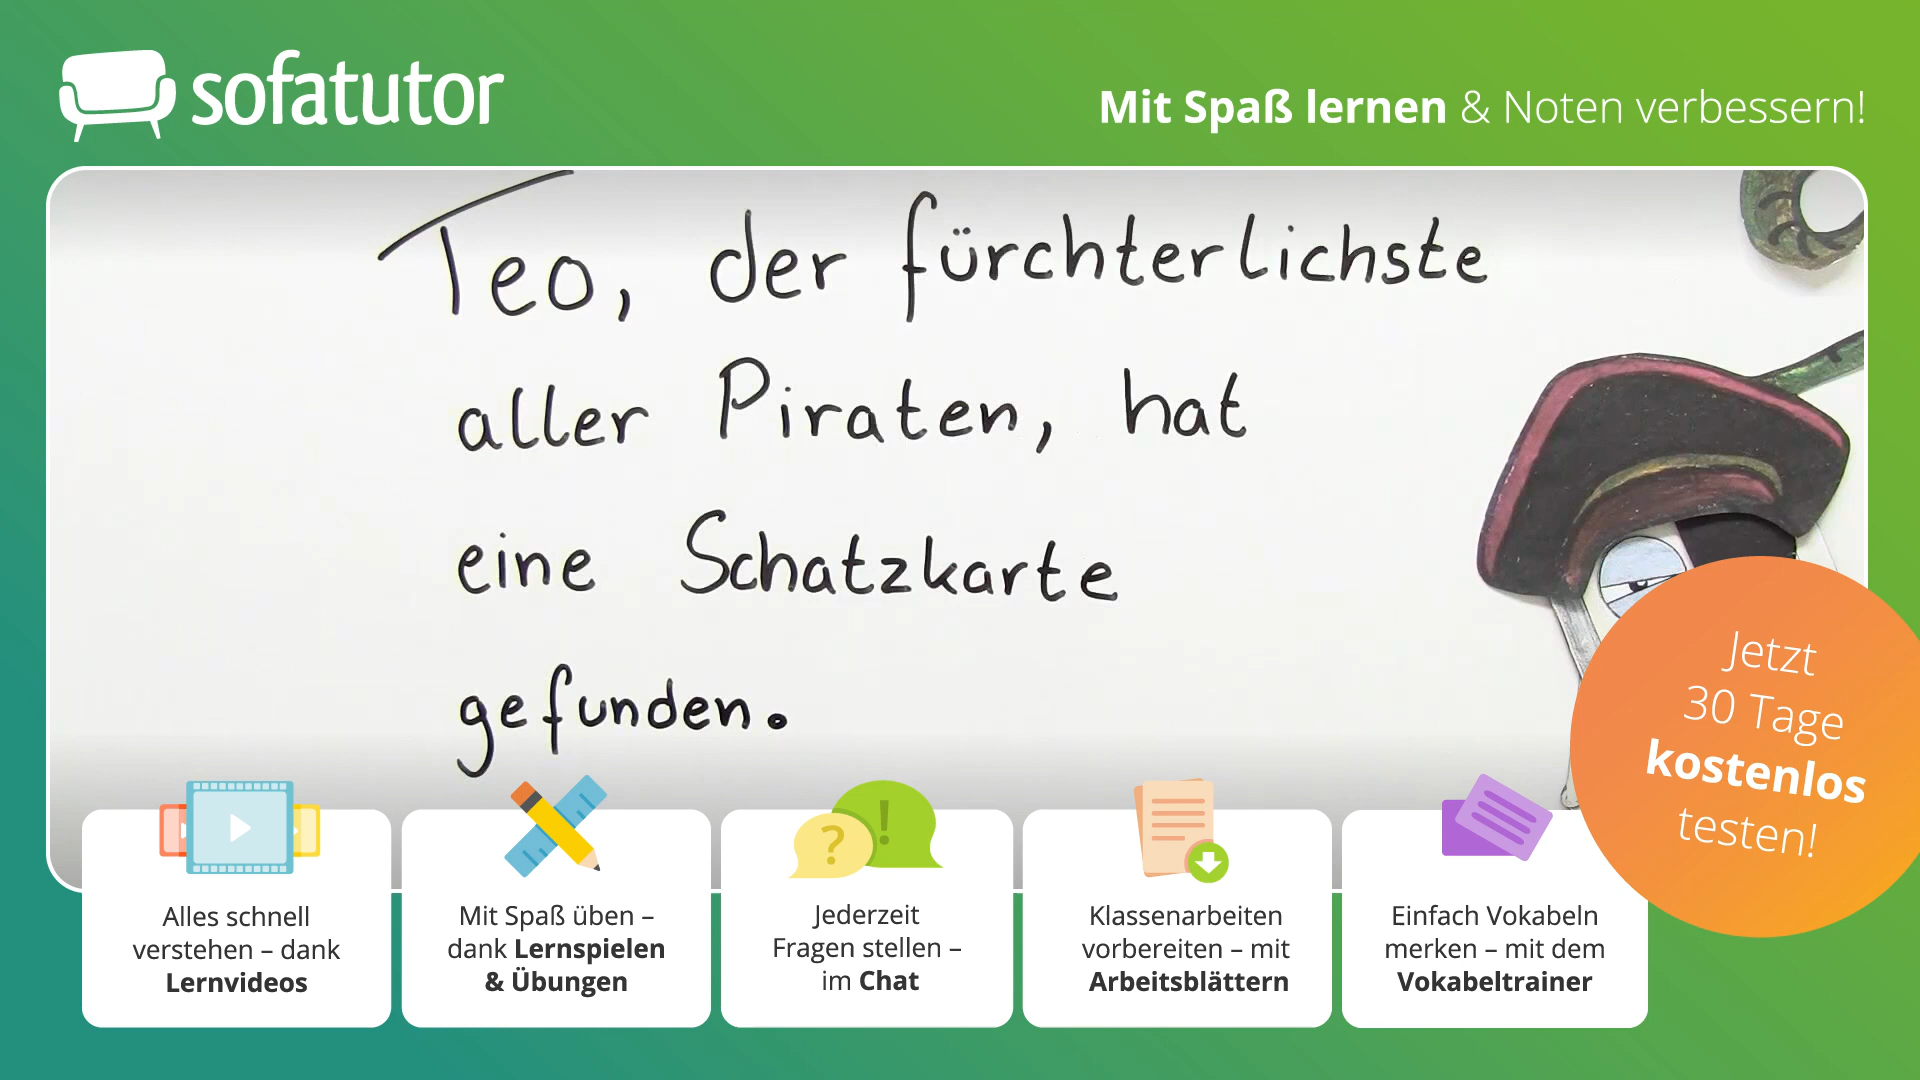 sofatutor
Mit Spaß lernen & Noten verbessern!
Teo, der fürchterlichste
aller Piraten, hat
eine Schatzkarte
gefunden.
Jetzt
30 Tage
kostenlos
testen!
Alles schnell
verstehen – dank
Lernvideos
Mit Spaß üben –
dank Lernspielen
& Übungen
Jederzeit
Fragen stellen –
im Chat
Klassenarbeiten
vorbereiten – mit
Arbeitsblättern
Einfach Vokabeln
merken – mit dem
Vokabeltrainer